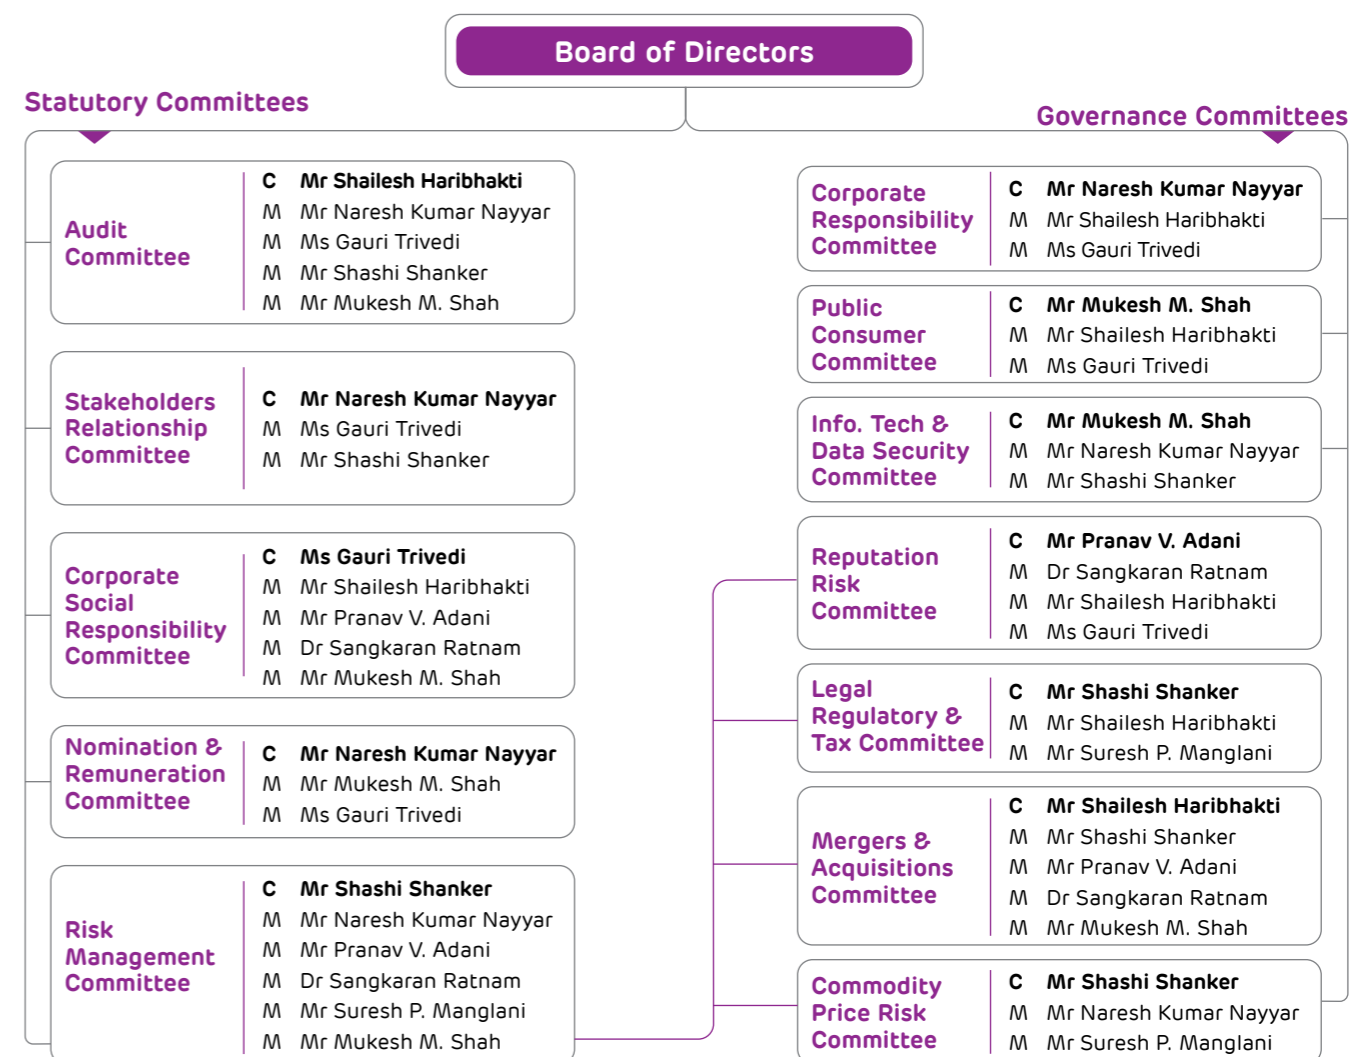 Board of Directors
Statutory Committees
Audit
Committee
C Mr Shailesh Haribhakti
M Mr Naresh Kumar Nayyar
M Ms Gauri Trivedi
M Mr Shashi Shanker
M Mr Mukesh M. Shah
Stakeholders
Relationship
Committee
C Mr Naresh Kumar Nayyar
M Ms Gauri Trivedi
M Mr Shashi Shanker
Corporate
Social
Responsibility
Committee
C Ms Gauri Trivedi
M Mr Shailesh Haribhakti
M Mr Pranav V. Adani
M Dr Sangkaran Ratnam
M Mr Mukesh M. Shah
Nomination &
Remuneration
Committee
C Mr Naresh Kumar Nayyar
M Mr Mukesh M. Shah
M Ms Gauri Trivedi
Risk
Management
Committee
C Mr Shashi Shanker
M Mr Naresh Kumar Nayyar
M Mr Pranav V. Adani
M Dr Sangkaran Ratnam
M Mr Suresh P. Manglani
M Mr Mukesh M. Shah
Governance Committees
Corporate
Responsibility
Committee
C Mr Naresh Kumar Nayyar
M Mr Shailesh Haribhakti
M Ms Gauri Trivedi
Public
Consumer
Committee
C Mr Mukesh M. Shah
M Mr Shailesh Haribhakti
M Ms Gauri Trivedi
Info. Tech &
Data Security
Committee
C Mr Mukesh M. Shah
M Mr Naresh Kumar Nayyar
M Mr Shashi Shanker
Reputation
Risk
Committee
C Mr Pranav V. Adani
M Dr Sangkaran Ratnam
M Mr Shailesh Haribhakti
M Ms Gauri Trivedi
Legal
Regulatory &
Tax Committee
C Mr Shashi Shanker
M Mr Shailesh Haribhakti
M Mr Suresh P. Manglani
Mergers &
Acquisitions
Committee
C Mr Shailesh Haribhakti
M Mr Shashi Shanker
M Mr Pranav V. Adani
M Dr Sangkaran Ratnam
M Mr Mukesh M. Shah
Commodity
Price Risk
Committee
C Mr Shashi Shanker
M Mr Naresh Kumar Nayyar
M Mr Suresh P. Manglani